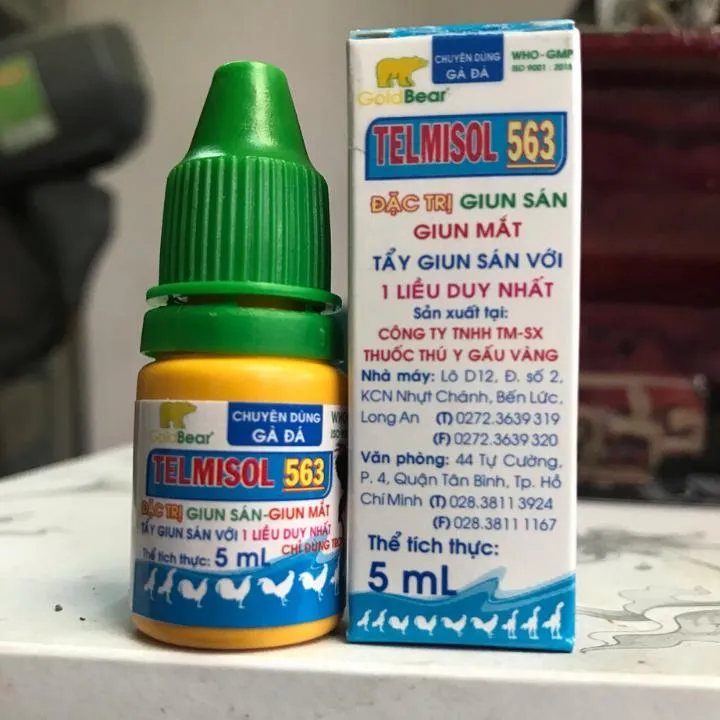 CHUYÊN DÙNG
GÀ ĐÁ
GoldBear
TELMISOL 563
ĐẶC TRỊ GIUN SÁN-GIUN MẮT
TẨY GIUN SÁN VỚI 1 LIỀU DUY NHẤT
CHỈ DÙNG
Thể tích thực: 5 mL
CHUYÊN DÙNG
GÀ ĐÁ
WHO-GMP
ISO 9001 : 2015
GoldBear
TELMISOL 563
ĐẶC TRỊ GIUN SÁN
GIUN MẮT
TẨY GIUN SÁN VỚI
1 LIỀU DUY NHẤT
Sản xuất tại:
CÔNG TY TNHH TM-SX
THUỐC THÚ Y GẤU VÀNG
Nhà máy: Lô D12, Đ. số 2,
KCN Nhựt Chánh, Bến Lức,
Long An (T) 0272.3639 319
(F) 0272.3639 320
Văn phòng: 44 Tự Cường,
P. 4, Quận Tân Bình, Tp. Hồ
Chí Minh (T) 028.3811 3924
(F) 028.3811 1167
Thể tích thực:
5 mL